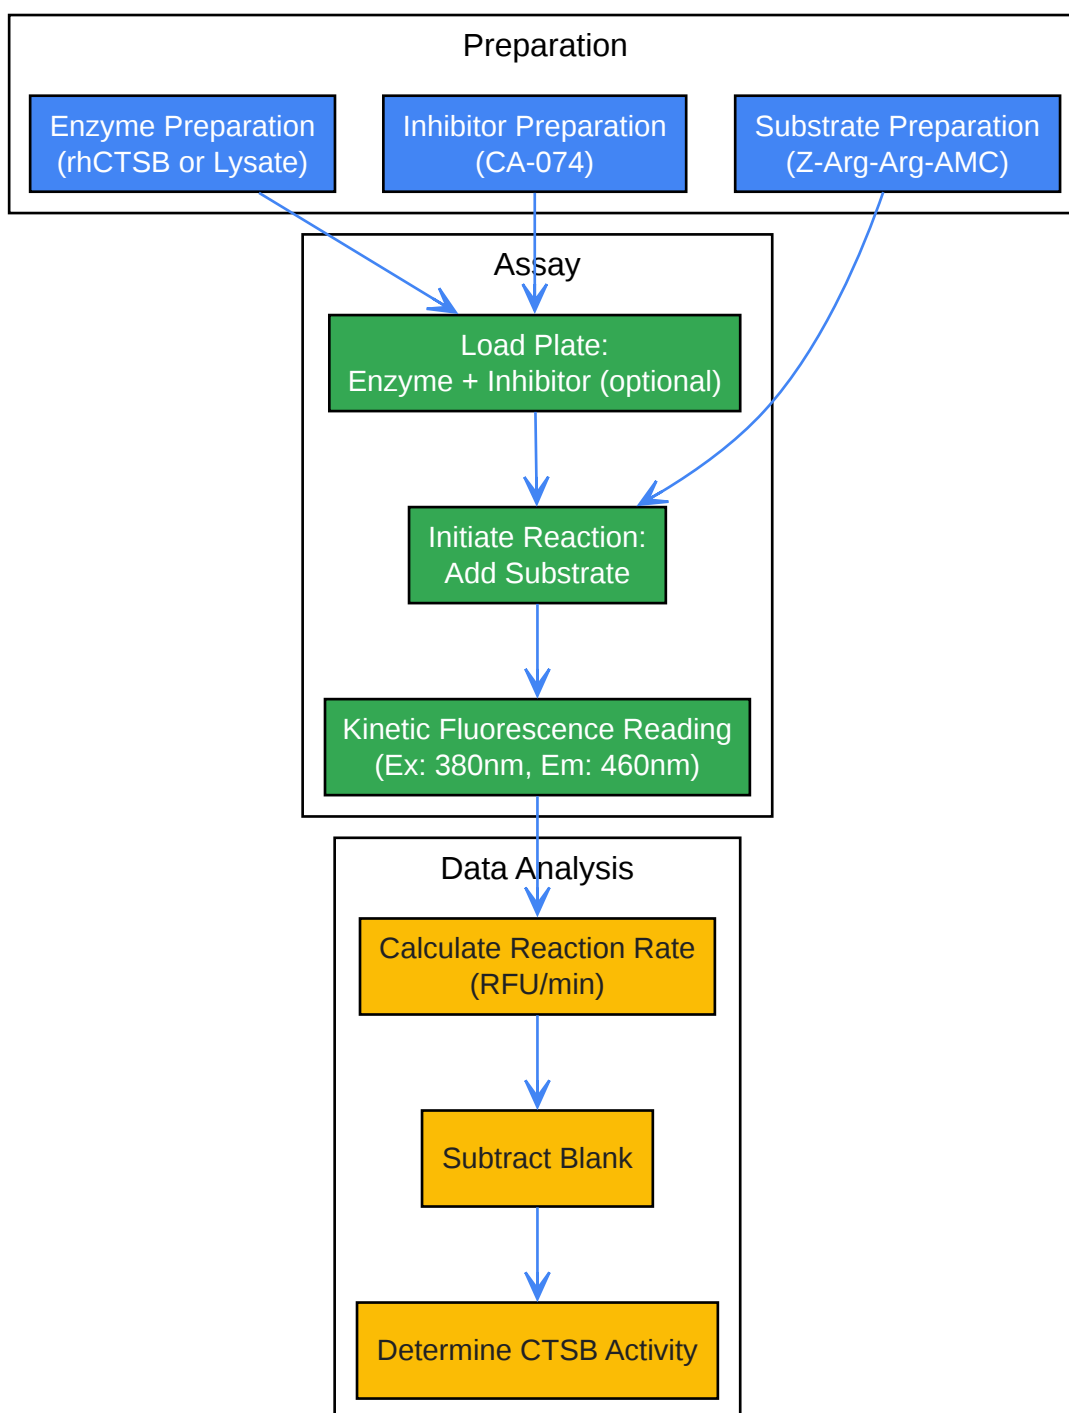 Preparation
Enzyme Preparation
(rhCTSB or Lysate)
Inhibitor Preparation
(CA-074)
Substrate Preparation
(Z-Arg-Arg-AMC)
Assay
Load Plate:
Enzyme + Inhibitor (optional)
Initiate Reaction:
Add Substrate
Kinetic Fluorescence Reading
(Ex: 380nm, Em: 460nm)
Data Analysis
Calculate Reaction Rate
(RFU/min)
Subtract Blank
Determine CTSB Activity